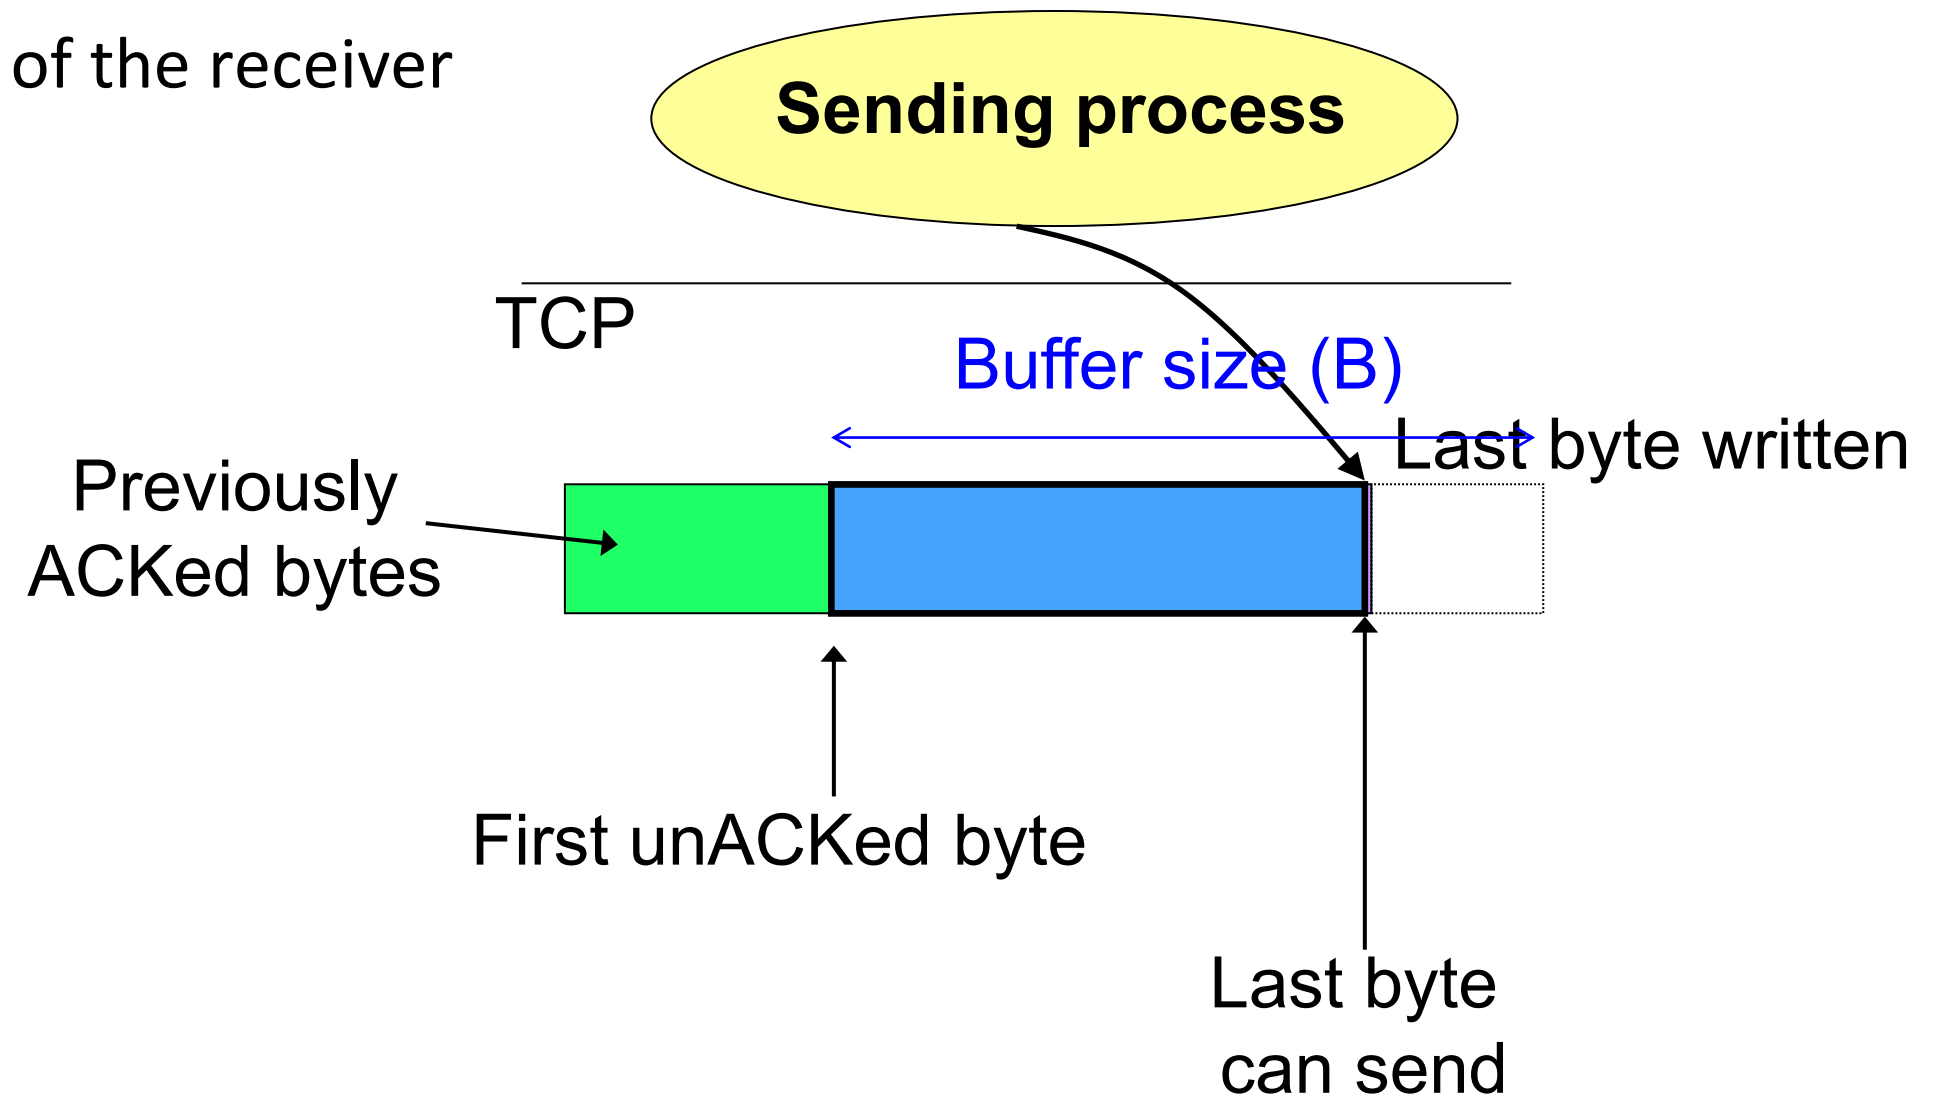 of the receiver
Sending process
TCP
Buffer size (B)
Last byte written
Previously
ACKed bytes
First unACKed byte
Last byte
can send